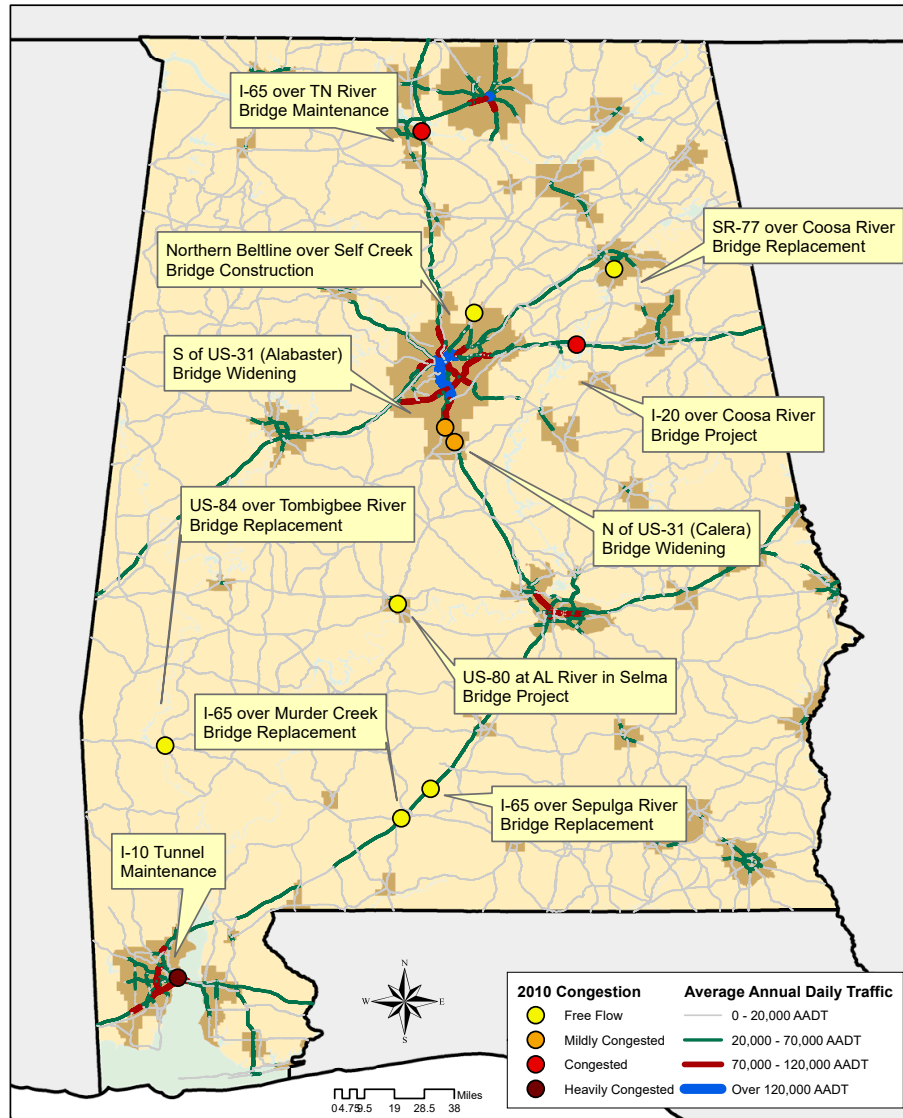 I-65 over TN River
Bridge Maintenance
SR-77 over Coosa River
Bridge Replacement
Northern Beltline over Self Creek
Bridge Construction
S of US-31 (Alabaster)
Bridge Widening
I-20 over Coosa River
Bridge Project
US-84 over Tombigbee River
Bridge Replacement
N of US-31 (Calera)
Bridge Widening
US-80 at AL River in Selma
Bridge Project
I-65 over Murder Creek
Bridge Replacement
I-65 over Sepulga River
Bridge Replacement
I-10 Tunnel
Maintenance
N
W
E
S
2010 Congestion
Free Flow
Mildly Congested
Congested
Heavily Congested
Average Annual Daily Traffic
0 - 20,000 AADT
20,000 - 70,000 AADT
70,000 - 120,000 AADT
Over 120,000 AADT
Miles
0 4.75 9.5 19 28.5 38